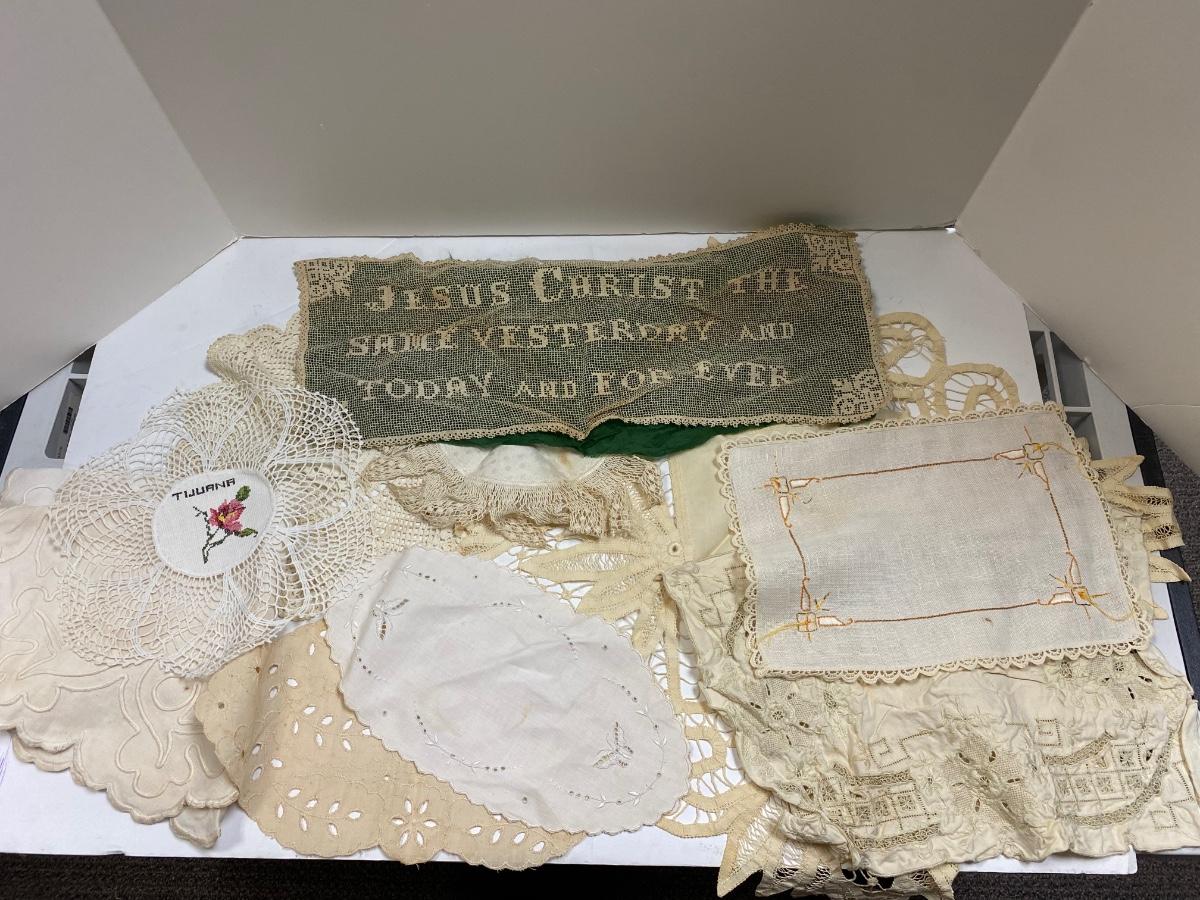 JESUS CHRIST THE
SAME YESTERDAY AND
TODAY AND FOR EVER
TIJUANA